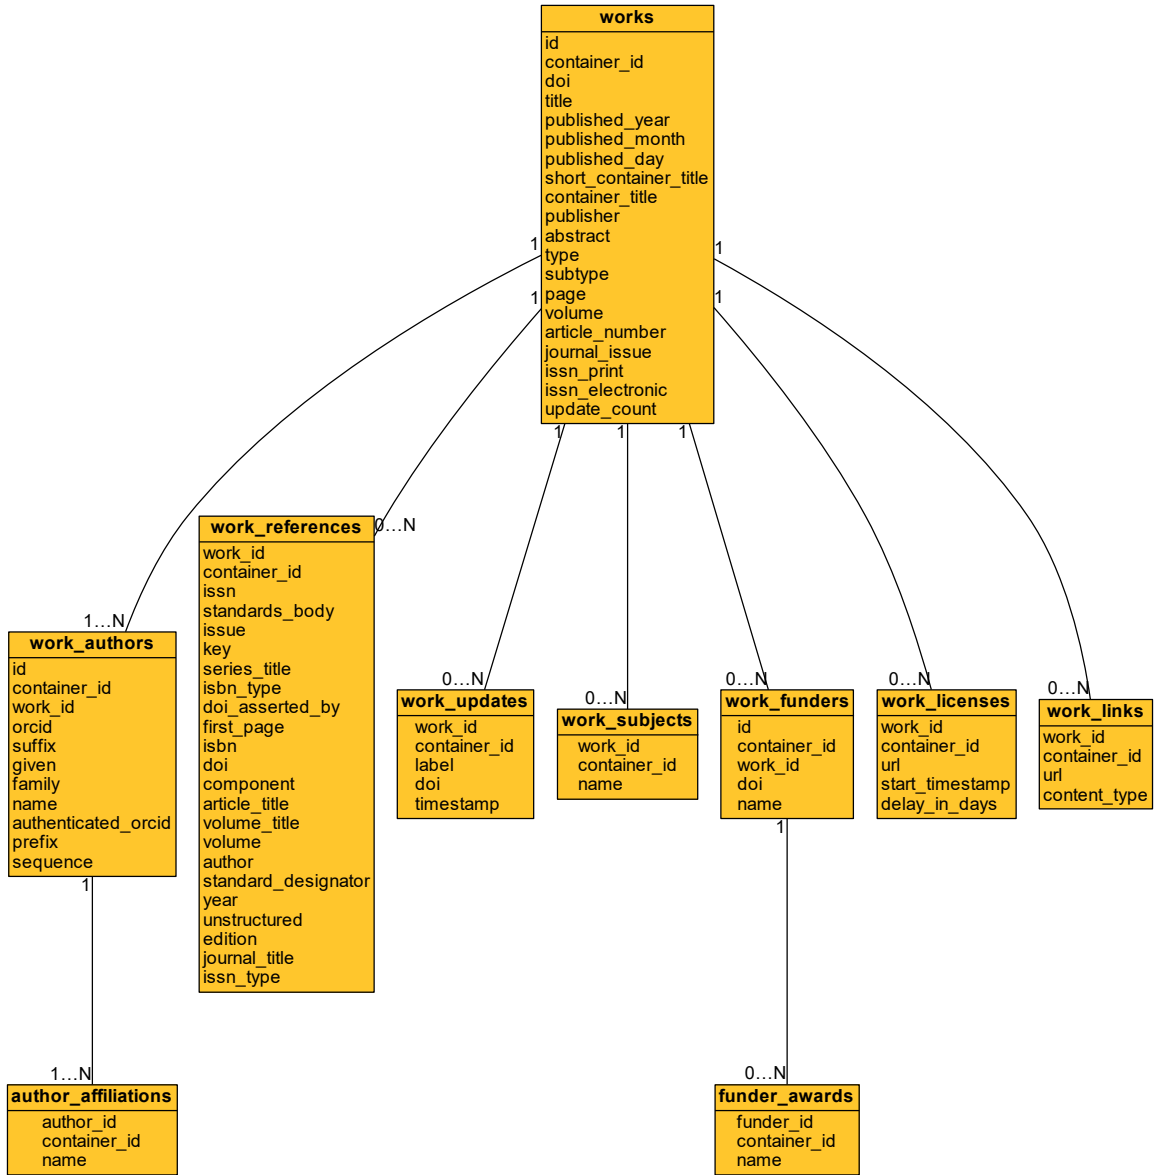 works
id
container_id
doi
title
published_year
published_month
published_day
short_container_title
container_title
publisher
abstract
type
subtype
page
volume
article_number
journal_issue
issn_print
issn_electronic
update_count
1
1
1
1
1
1
1
1...N
work_authors
id
container_id
work_id
orcid
suffix
given
family
name
authenticated_orcid
prefix
sequence
1
0...N
work_references
work_id
container_id
issn
standards_body
issue
key
series_title
isbn_type
doi_asserted_by
first_page
isbn
doi
component
article_title
volume_title
volume
author
standard_designator
year
unstructured
edition
journal_title
issn_type
0...N
work_updates
work_id
container_id
label
doi
timestamp
0...N
work_subjects
work_id
container_id
name
0...N
work_funders
id
container_id
work_id
doi
name
1
0...N
work_licenses
work_id
container_id
url
start_timestamp
delay_in_days
0...N
work_links
work_id
container_id
url
content_type
1...N
author_affiliations
author_id
container_id
name
0...N
funder_awards
funder_id
container_id
name